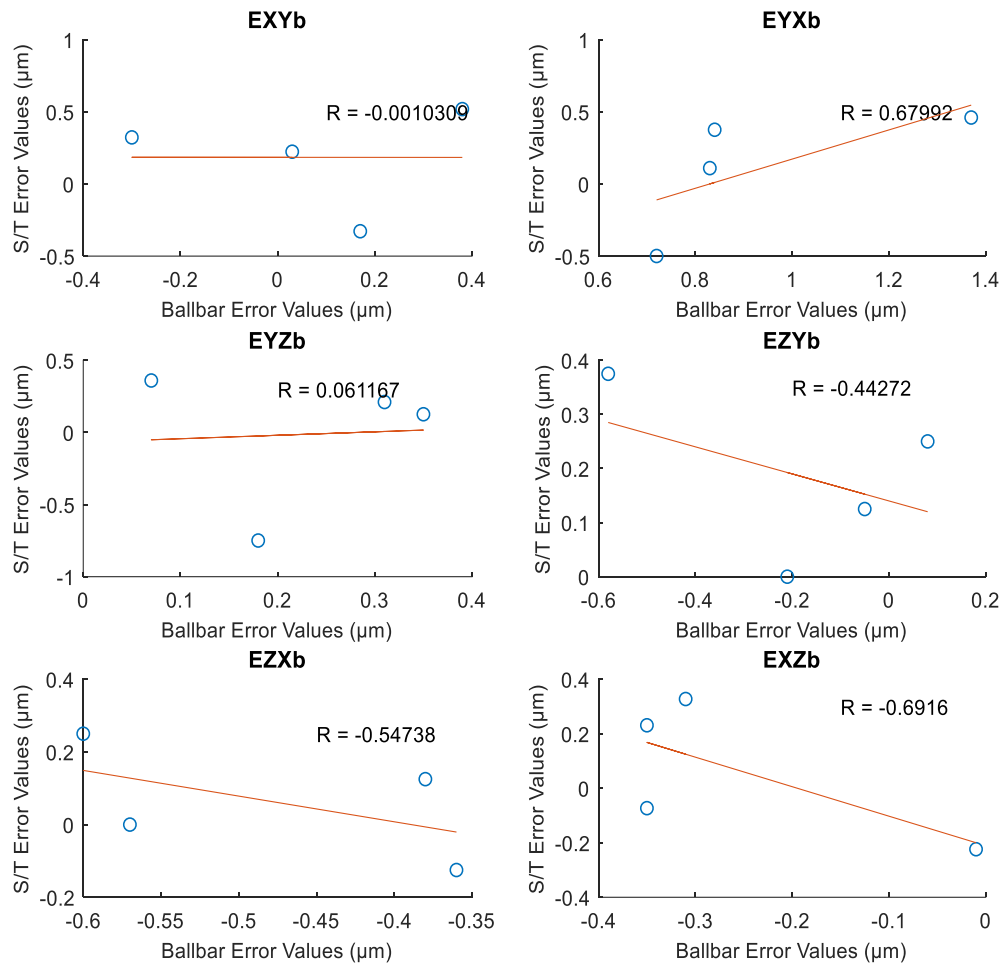 EXYb
S/T Error Values (µm)
1
0.5
0
-0.5
R = -0.0010309
-0.4
-0.2
0
0.2
0.4
Ballbar Error Values (µm)
EYXb
S/T Error Values (µm)
1
0.5
0
-0.5
R = 0.67992
0.6
0.8
1
1.2
1.4
Ballbar Error Values (µm)
EYZb
S/T Error Values (µm)
0.5
0
-0.5
-1
R = 0.061167
0
0.1
0.2
0.3
0.4
Ballbar Error Values (µm)
EZYb
S/T Error Values (µm)
0.4
0.3
0.2
0.1
0
R = -0.44272
-0.6
-0.4
-0.2
0
0.2
Ballbar Error Values (µm)
EZXb
S/T Error Values (µm)
0.4
0.2
0
-0.2
R = -0.54738
-0.6
-0.55
-0.5
-0.45
-0.4
-0.35
Ballbar Error Values (µm)
EXZb
S/T Error Values (µm)
0.4
0.2
0
-0.2
-0.4
R = -0.6916
-0.4
-0.3
-0.2
-0.1
0
Ballbar Error Values (µm)